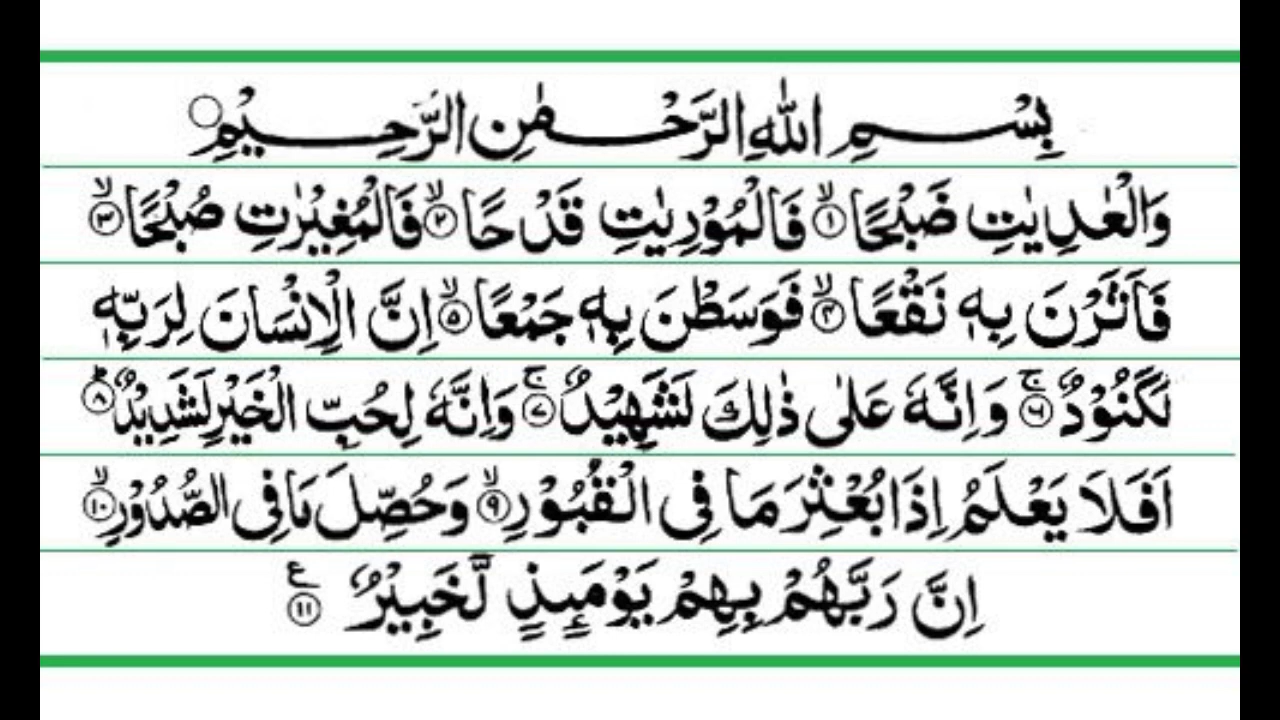 بِسْمِ اللّٰهِ الرَّحْمٰنِ الرَّحِيْمِ ○
وَالْعٰدِيٰتِ ضَبْحًا ۙ﴿۱﴾ فَالْمُوْرِيٰتِ قَدْحًا ۙ﴿۲﴾ فَالْمُغِيْرٰتِ صُبْحًا ۙ﴿۳﴾
فَاَثَرْنَ بِهٖ نَقْعًا ۙ﴿۴﴾ فَوَسَطْنَ بِهٖ جَمْعًا ۙ﴿۵﴾ اِنَّ الْاِنْسَانَ لِرَبِّهٖ
لَكَنُوْدٌ ۚ﴿۶﴾ وَاِنَّهٗ عَلٰى ذٰلِكَ لَشَهِيْدٌ ۚ﴿۷﴾ وَاِنَّهٗ لِحُبِّ الْخَيْرِ لَشَدِيْدٌ ؕ﴿۸﴾
اَفَلَا يَعْلَمُ اِذَا بُعْثِرَ مَا فِى الْقُبُوْرِ ۙ﴿۹﴾ وَحُصِّلَ مَا فِى الصُّدُوْرِ ۙ﴿۱۰﴾
اِنَّ رَبَّهُمْ بِهِمْ يَوْمَئِذٍ لَّخَبِيْرٌ ﴿۱۱﴾ ع